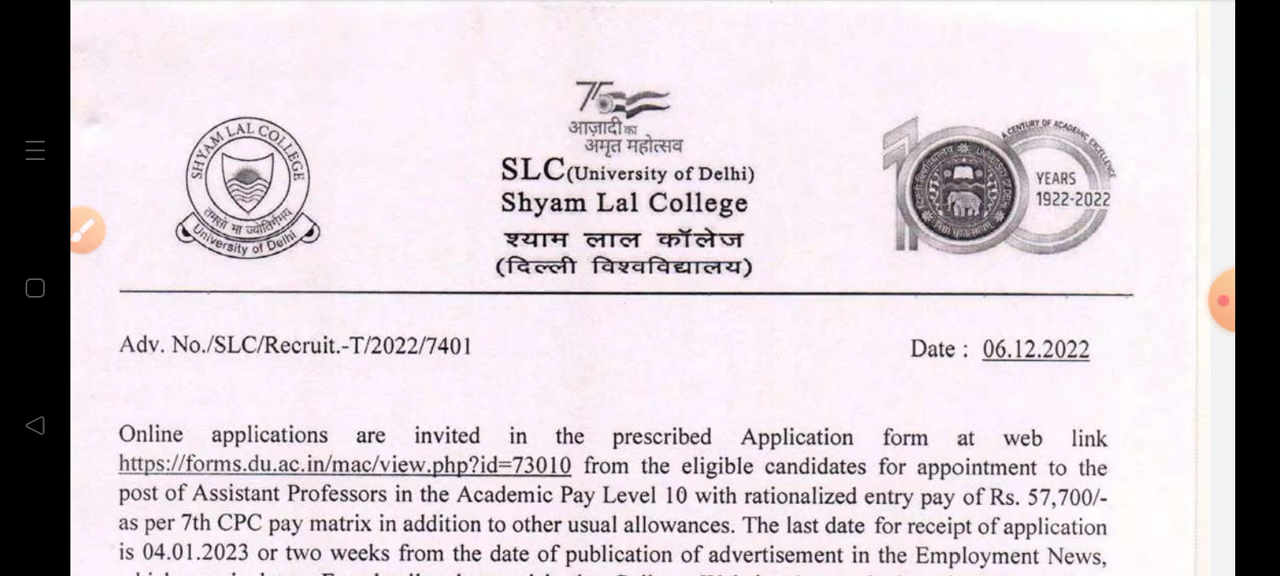 SHYAM LAL COLLEGE
तमसो मा ज्योतिर्गमय
University of Delhi
75
आज़ादी का
अमृत महोत्सव
SLC(University of Delhi)
Shyam Lal College
श्याम लाल कॉलेज
(दिल्ली विश्वविद्यालय)
100
A CENTURY OF ACADEMIC EXCELLENCE
YEARS
1922-2022
Adv. No./SLC/Recruit.-T/2022/7401
Date : 06.12.2022
Online applications are invited in the prescribed Application form at web link
https://forms.du.ac.in/mac/view.php?id=73010 from the eligible candidates for appointment to the
post of Assistant Professors in the Academic Pay Level 10 with rationalized entry pay of Rs. 57,700/-
as per 7th CPC pay matrix in addition to other usual allowances. The last date for receipt of application
is 04.01.2023 or two weeks from the date of publication of advertisement in the Employment News,